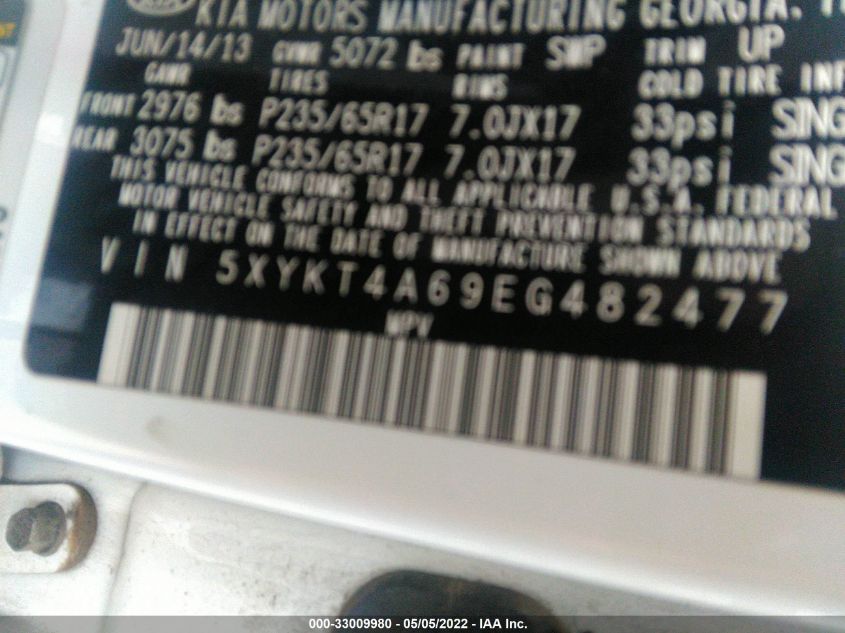 KIA MOTORS MANUFACTURING GEORGIA.
JUN/14/13 GVWR 5072 lbs PAINT SWP TRIM UP
GAWR TIRES RIMS COLD TIRE INF
FRONT 2976 lbs P235/65R17 7.0JX17 33psi SING
REAR 3075 lbs P235/65R17 7.0JX17 33psi SING
THIS VEHICLE CONFORMS TO ALL APPLICABLE U.S.A. FEDERAL
MOTOR VEHICLE SAFETY AND THEFT PREVENTION STANDARDS
IN EFFECT ON THE DATE OF MANUFACTURE SHOWN ABOVE
VIN 5XYKT4A69EG482477
MPV
000-33009980 - 05/05/2022 - IAA Inc.